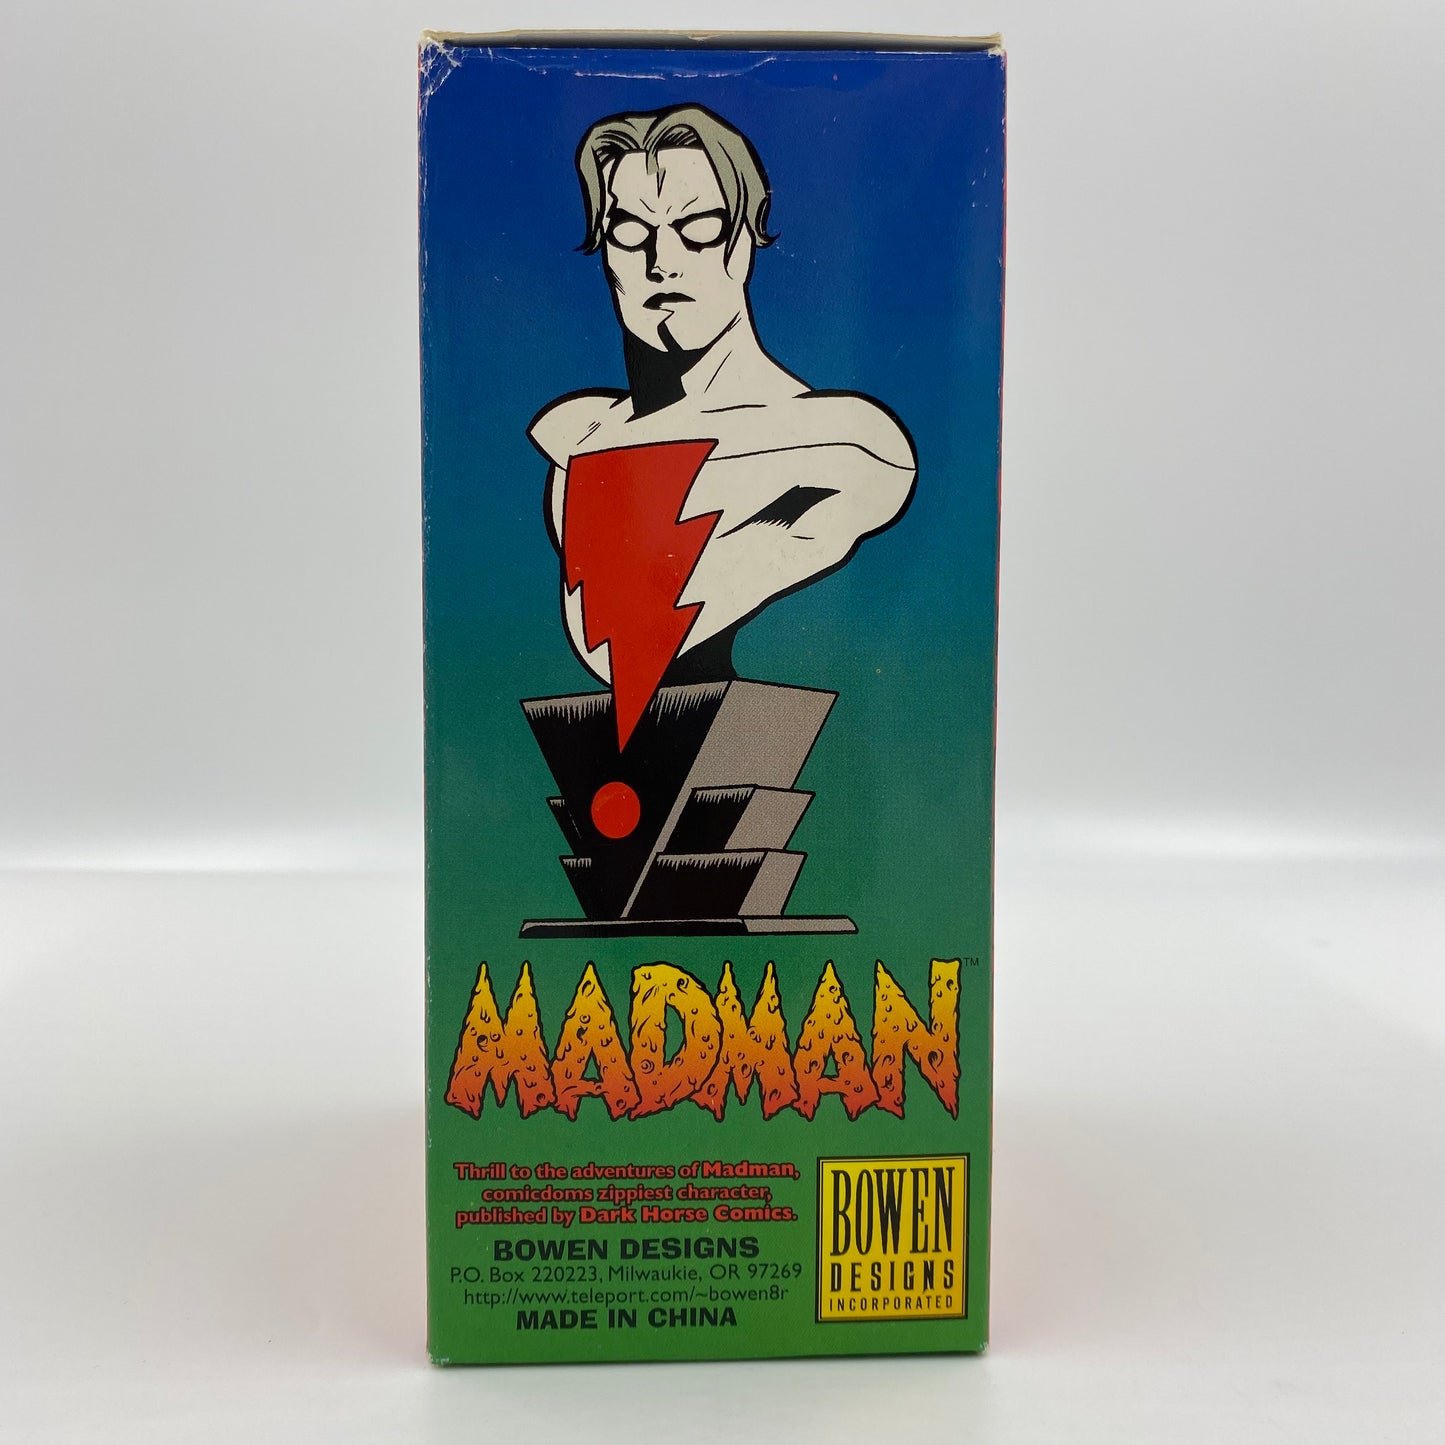 MADMAN™
Thrill to the adventures of Madman,
comicdoms zippiest character,
published by Dark Horse Comics.
BOWEN DESIGNS
P.O. Box 220223, Milwaukie, OR 97269
http://www.teleport.com/~bowen8r
MADE IN CHINA
BOWEN
DESIGNS
INCORPORATED